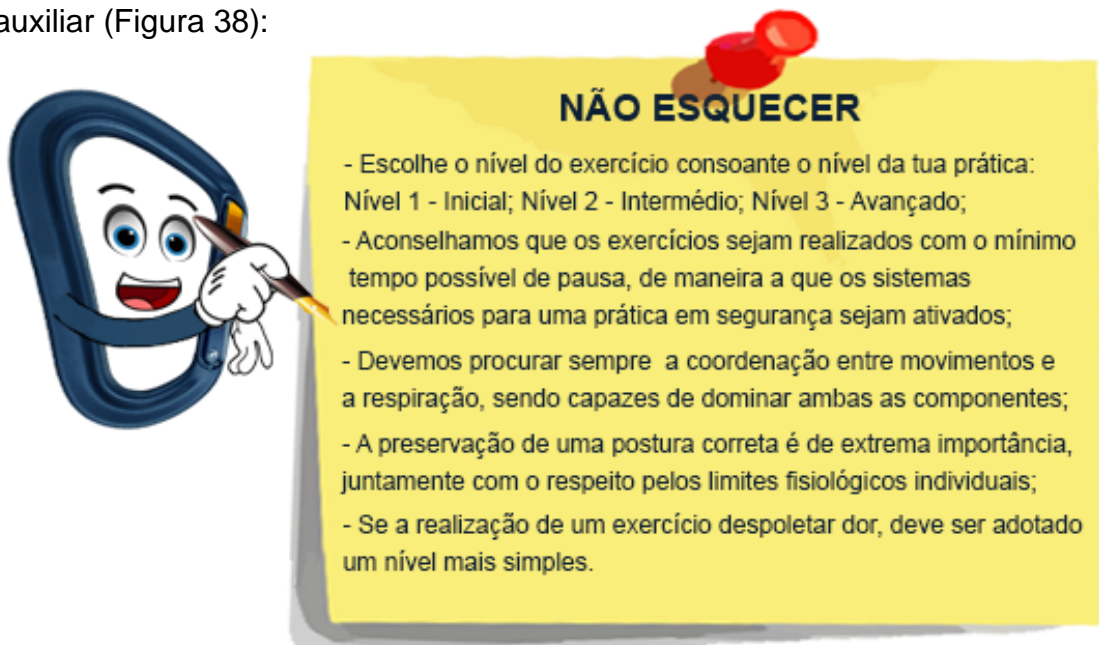 auxiliar (Figura 38):
NÃO ESQUECER
- Escolhe o nível do exercício consoante o nível da tua prática:
Nível 1 - Inicial; Nível 2 - Intermédio; Nível 3 - Avançado;
- Aconselhamos que os exercícios sejam realizados com o mínimo
tempo possível de pausa, de maneira a que os sistemas
necessários para uma prática em segurança sejam ativados;
- Devemos procurar sempre a coordenação entre movimentos e
a respiração, sendo capazes de dominar ambas as componentes;
- A preservação de uma postura correta é de extrema importância,
juntamente com o respeito pelos limites fisiológicos individuais;
- Se a realização de um exercício despoletar dor, deve ser adotado
um nível mais simples.